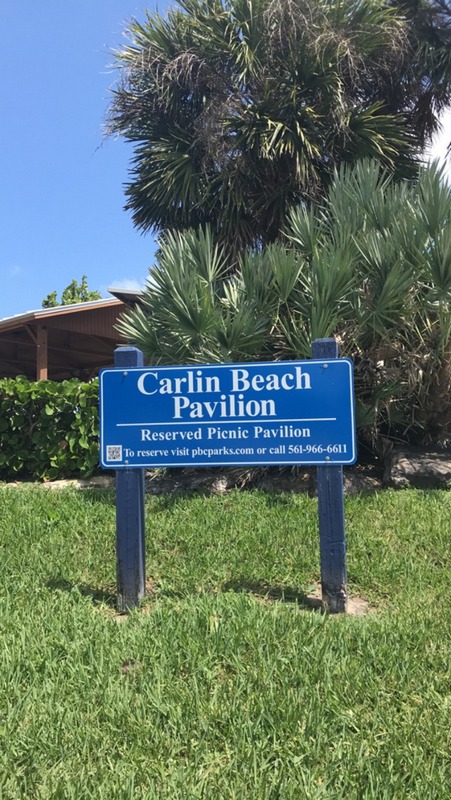 Carlin Beach
Pavilion
Reserved Picnic Pavilion
To reserve visit pbcparks.com or call 561-966-6611